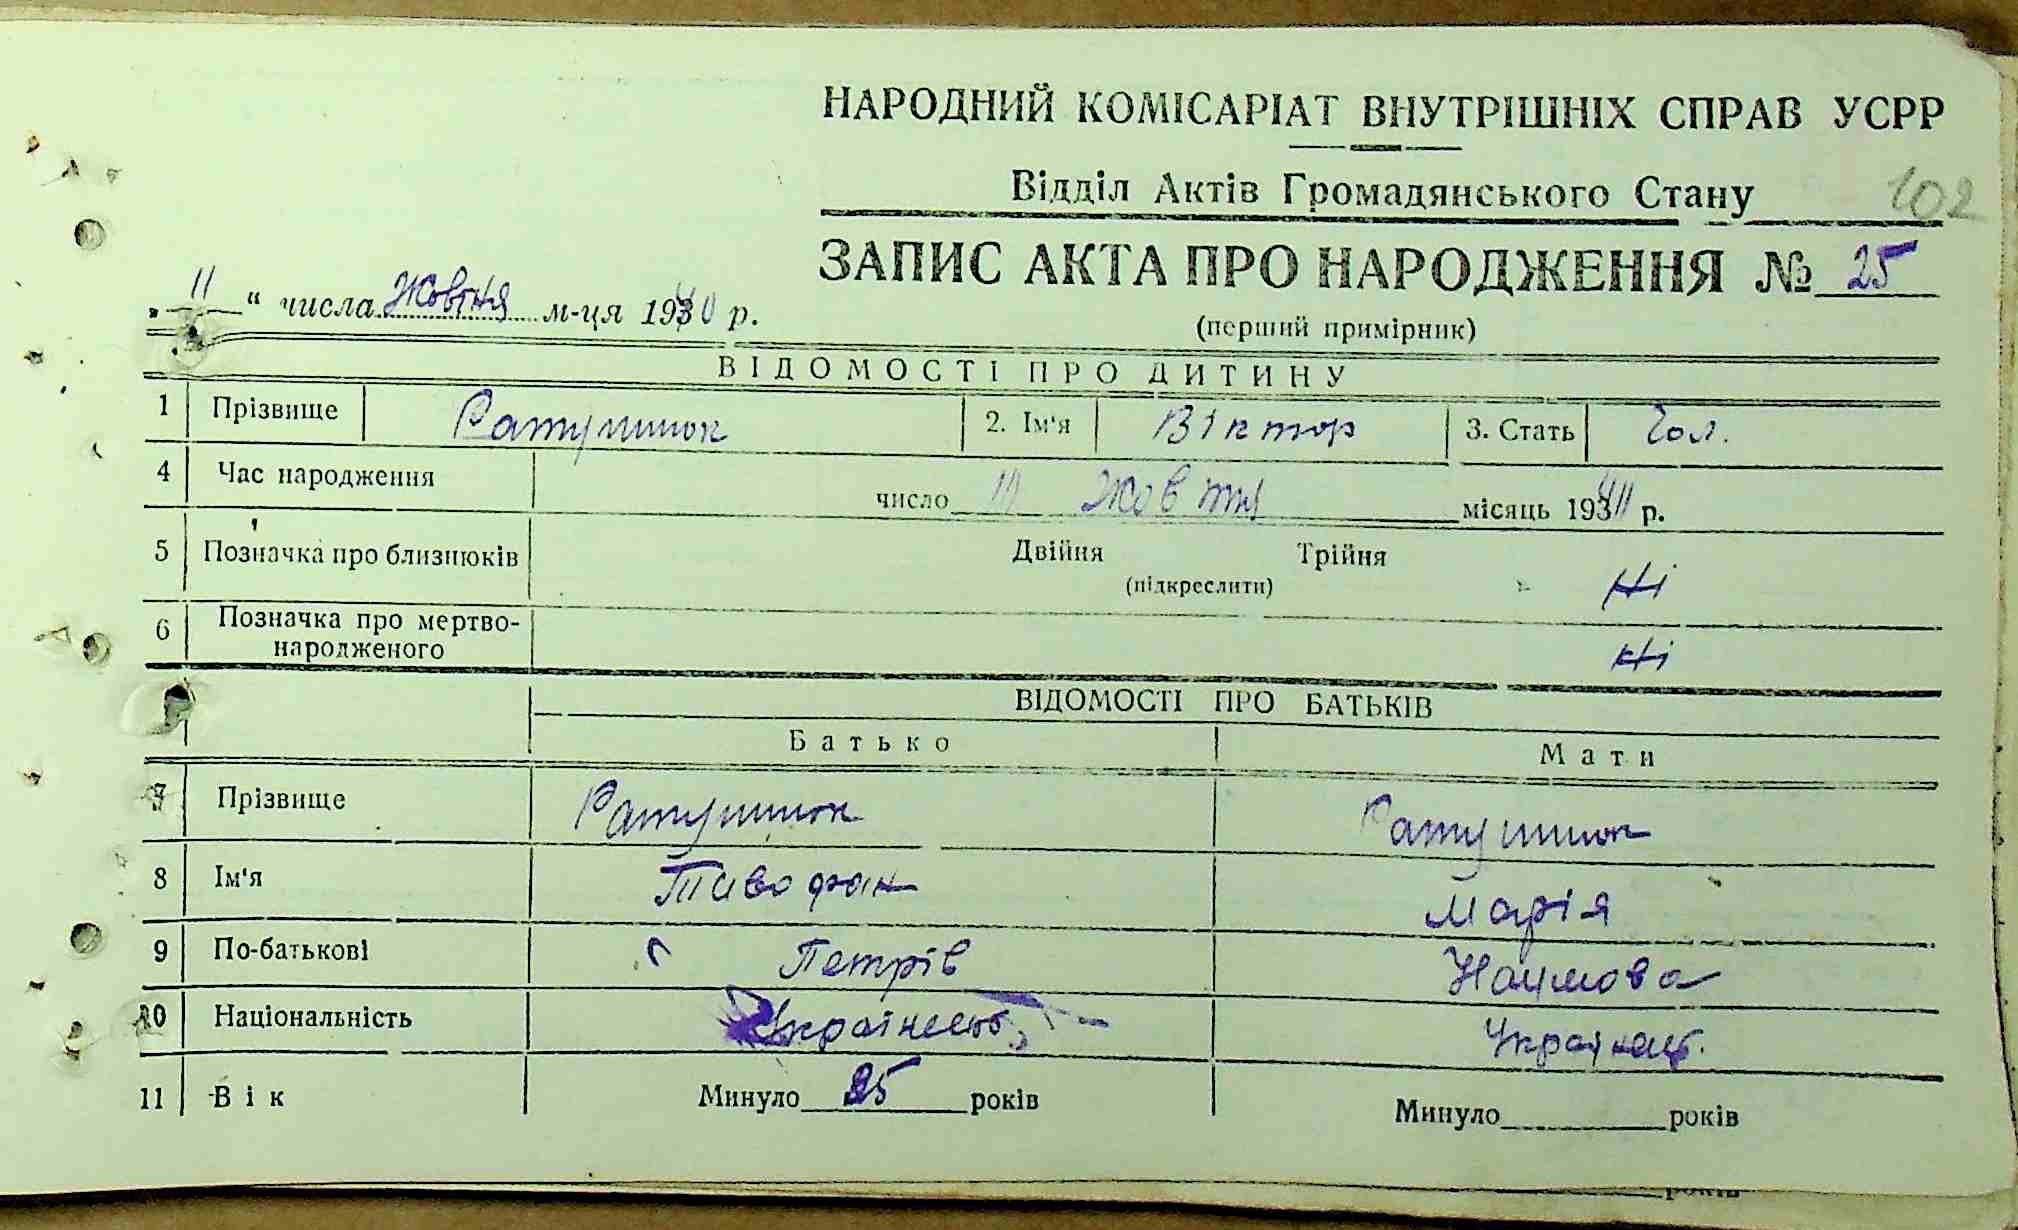 НАРОДНИЙ КОМІСАРІАТ ВНУТРІШНІХ СПРАВ УСРР
Відділ Актів Громадянського Стану 102
ЗАПИС АКТА ПРО НАРОДЖЕННЯ № 25
„ 11 “ числа Жовтня м-ця 1940 р.
(перший примірник)
ВІДОМОСТІ ПРО ДИТИНУ
1 Прізвище Ратушнюк 2. Ім'я Віктор 3. Стать Чол.
4 Час народження число Жовтня місяць 193 р.
5 Позначка про близнюків Двійня Трійня Ні
(підкреслити)
6 Позначка про мертво-
народженого Ні
ВІДОМОСТІ ПРО БАТЬКІВ
Батько Мати
7 Прізвище Ратушнюк Ратушнюк
8 Ім'я Марія
9 По-батькові Петрів Наумова
10 Національність Українець Українець
11 Вік Минуло 25 років Минуло років
років